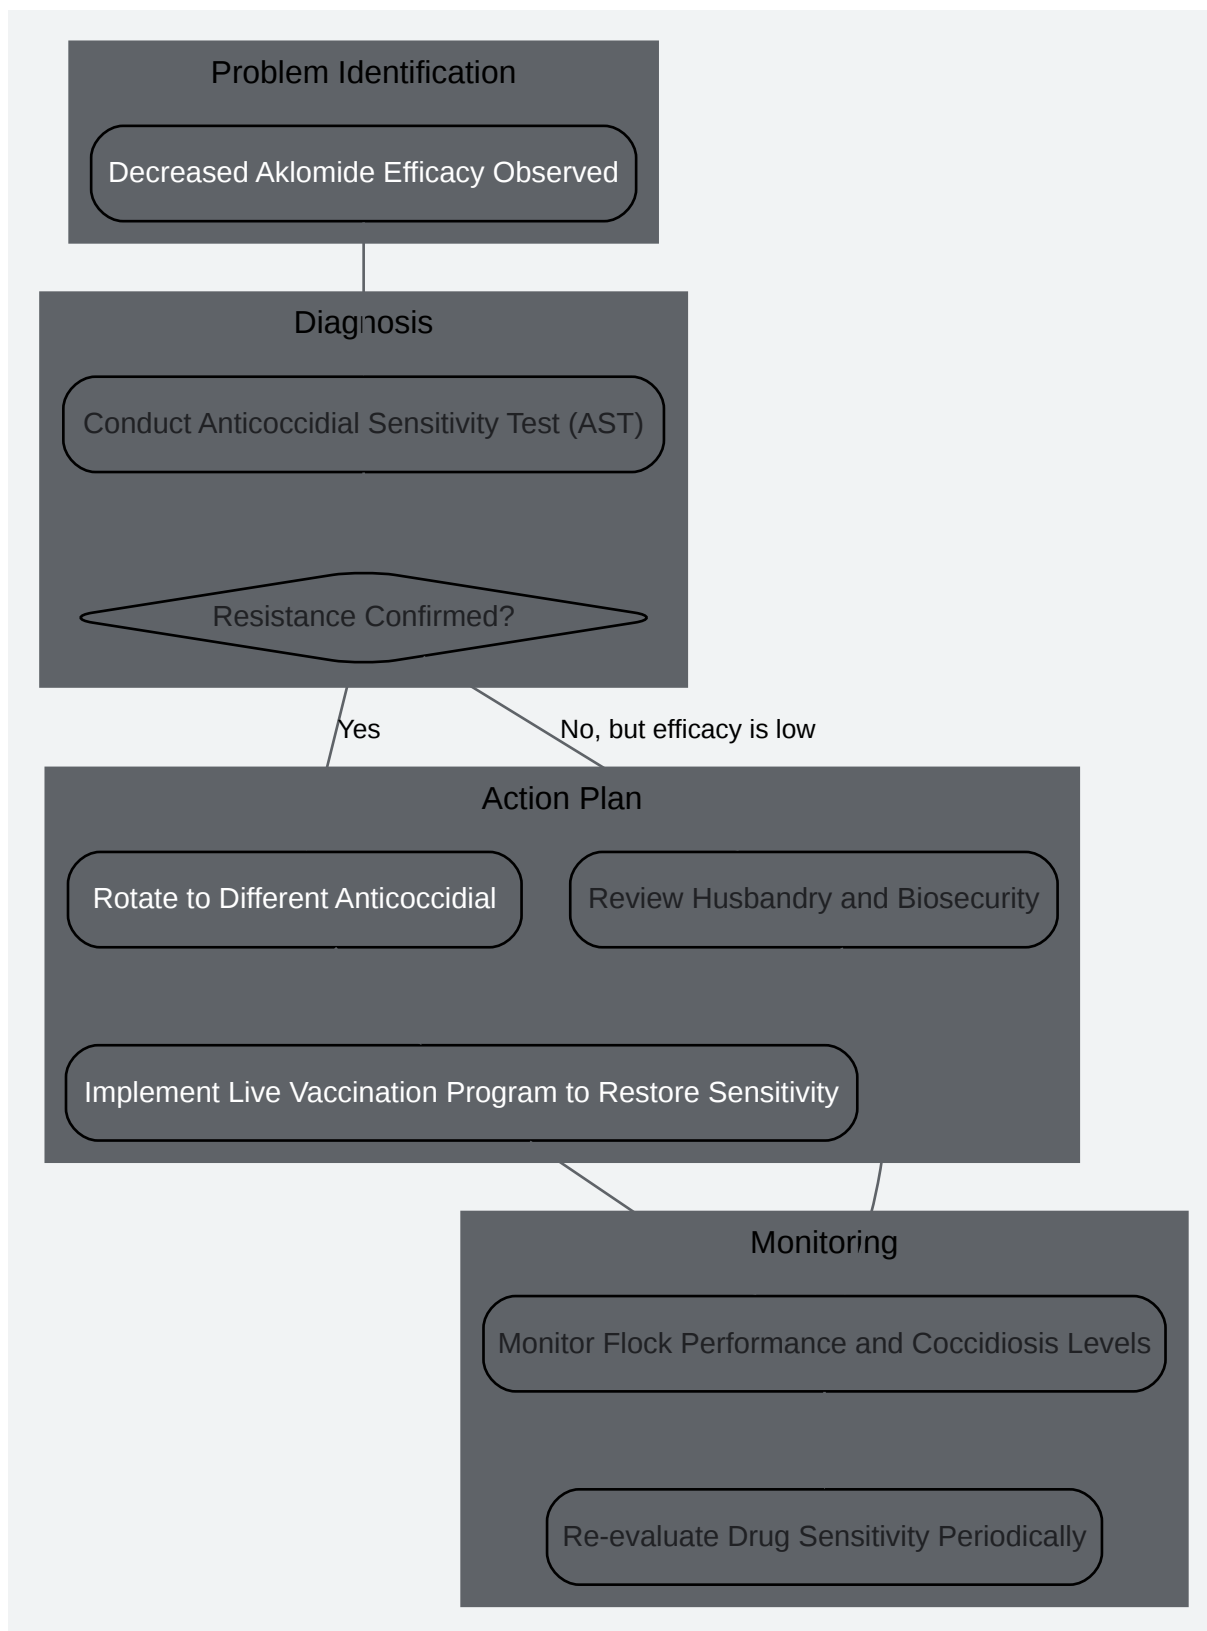 Problem Identification
Decreased Aklomide Efficacy Observed
Diagnosis
Conduct Anticoccidial Sensitivity Test (AST)
Resistance Confirmed?
Yes
No, but efficacy is low
Action Plan
Rotate to Different Anticoccidial
Review Husbandry and Biosecurity
Implement Live Vaccination Program to Restore Sensitivity
Monitoring
Monitor Flock Performance and Coccidiosis Levels
Re-evaluate Drug Sensitivity Periodically